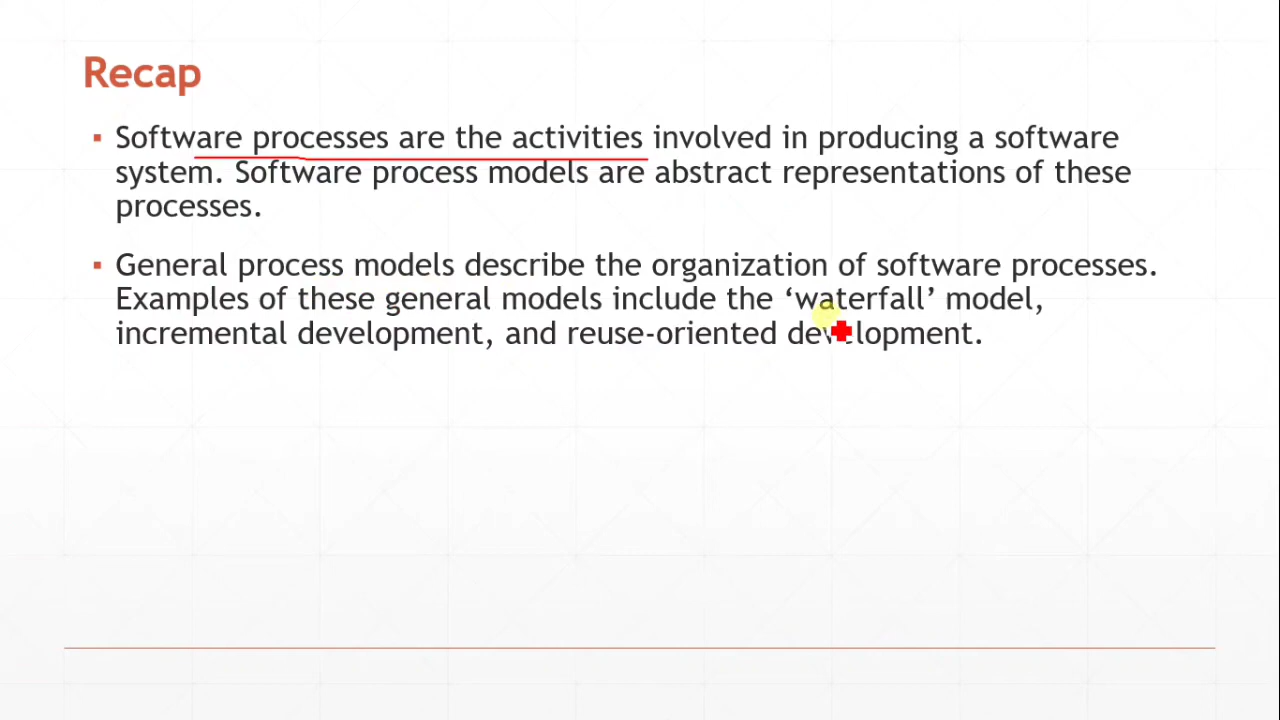 Recap
▪ Software processes are the activities involved in producing a software
system. Software process models are abstract representations of these
processes.
▪ General process models describe the organization of software processes.
Examples of these general models include the ‘waterfall’ model,
incremental development, and reuse-oriented development.